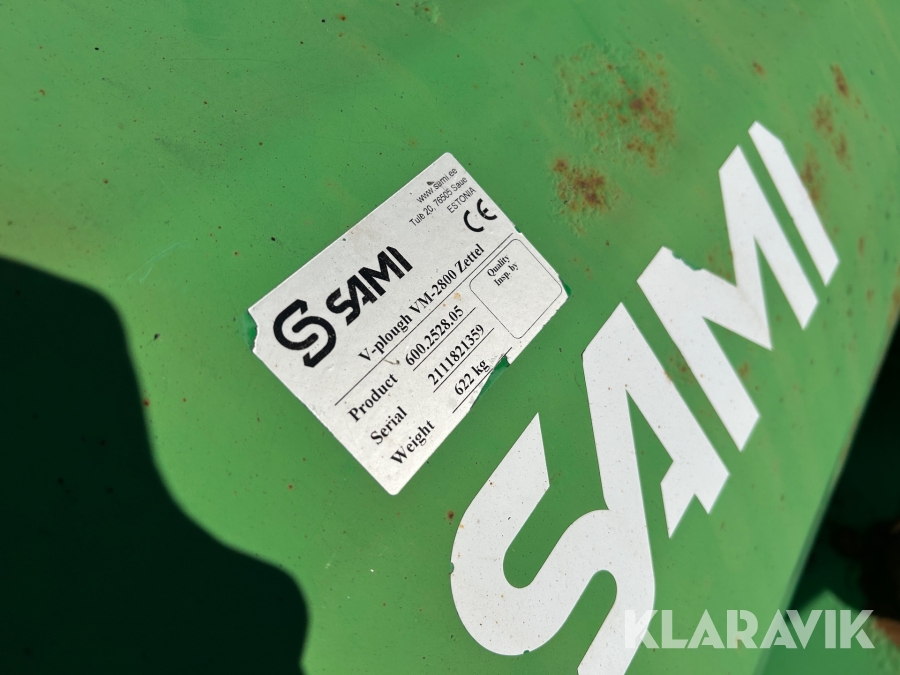 SAMI
www.sami.ee
Tule 20, 76505 Saue
ESTONIA
CE
V-plough VM-2800 Zettel
Product 600.2528.05
Serial 2111821359
Weight 622 kg
Quality
Insp. by
SAMI
KLARAVIK